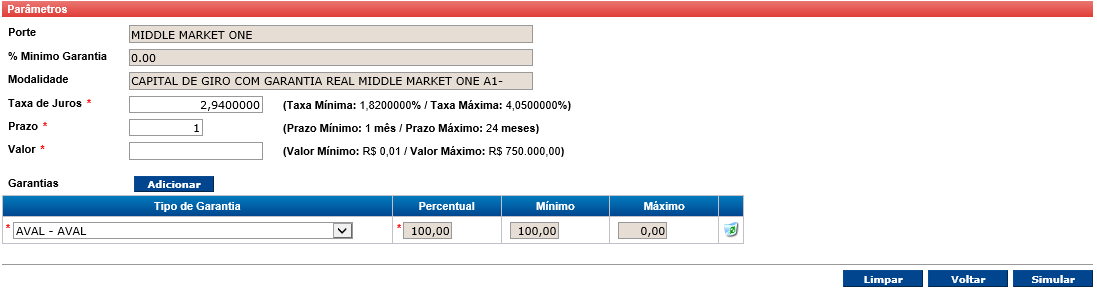 Parâmetros
Porte MIDDLE MARKET ONE
% Minimo Garantia 0.00
Modalidade CAPITAL DE GIRO COM GARANTIA REAL MIDDLE MARKET ONE A1-
Taxa de Juros * 2,9400000 (Taxa Mínima: 1,8200000% / Taxa Máxima: 4,0500000%)
Prazo * 1 (Prazo Mínimo: 1 mês / Prazo Máximo: 24 meses)
Valor * (Valor Mínimo: R$ 0,01 / Valor Máximo: R$ 750.000,00)
Garantias Adicionar
Tipo de Garantia Percentual Mínimo Máximo
* AVAL - AVAL * 100,00 100,00 0,00
Limpar Voltar Simular